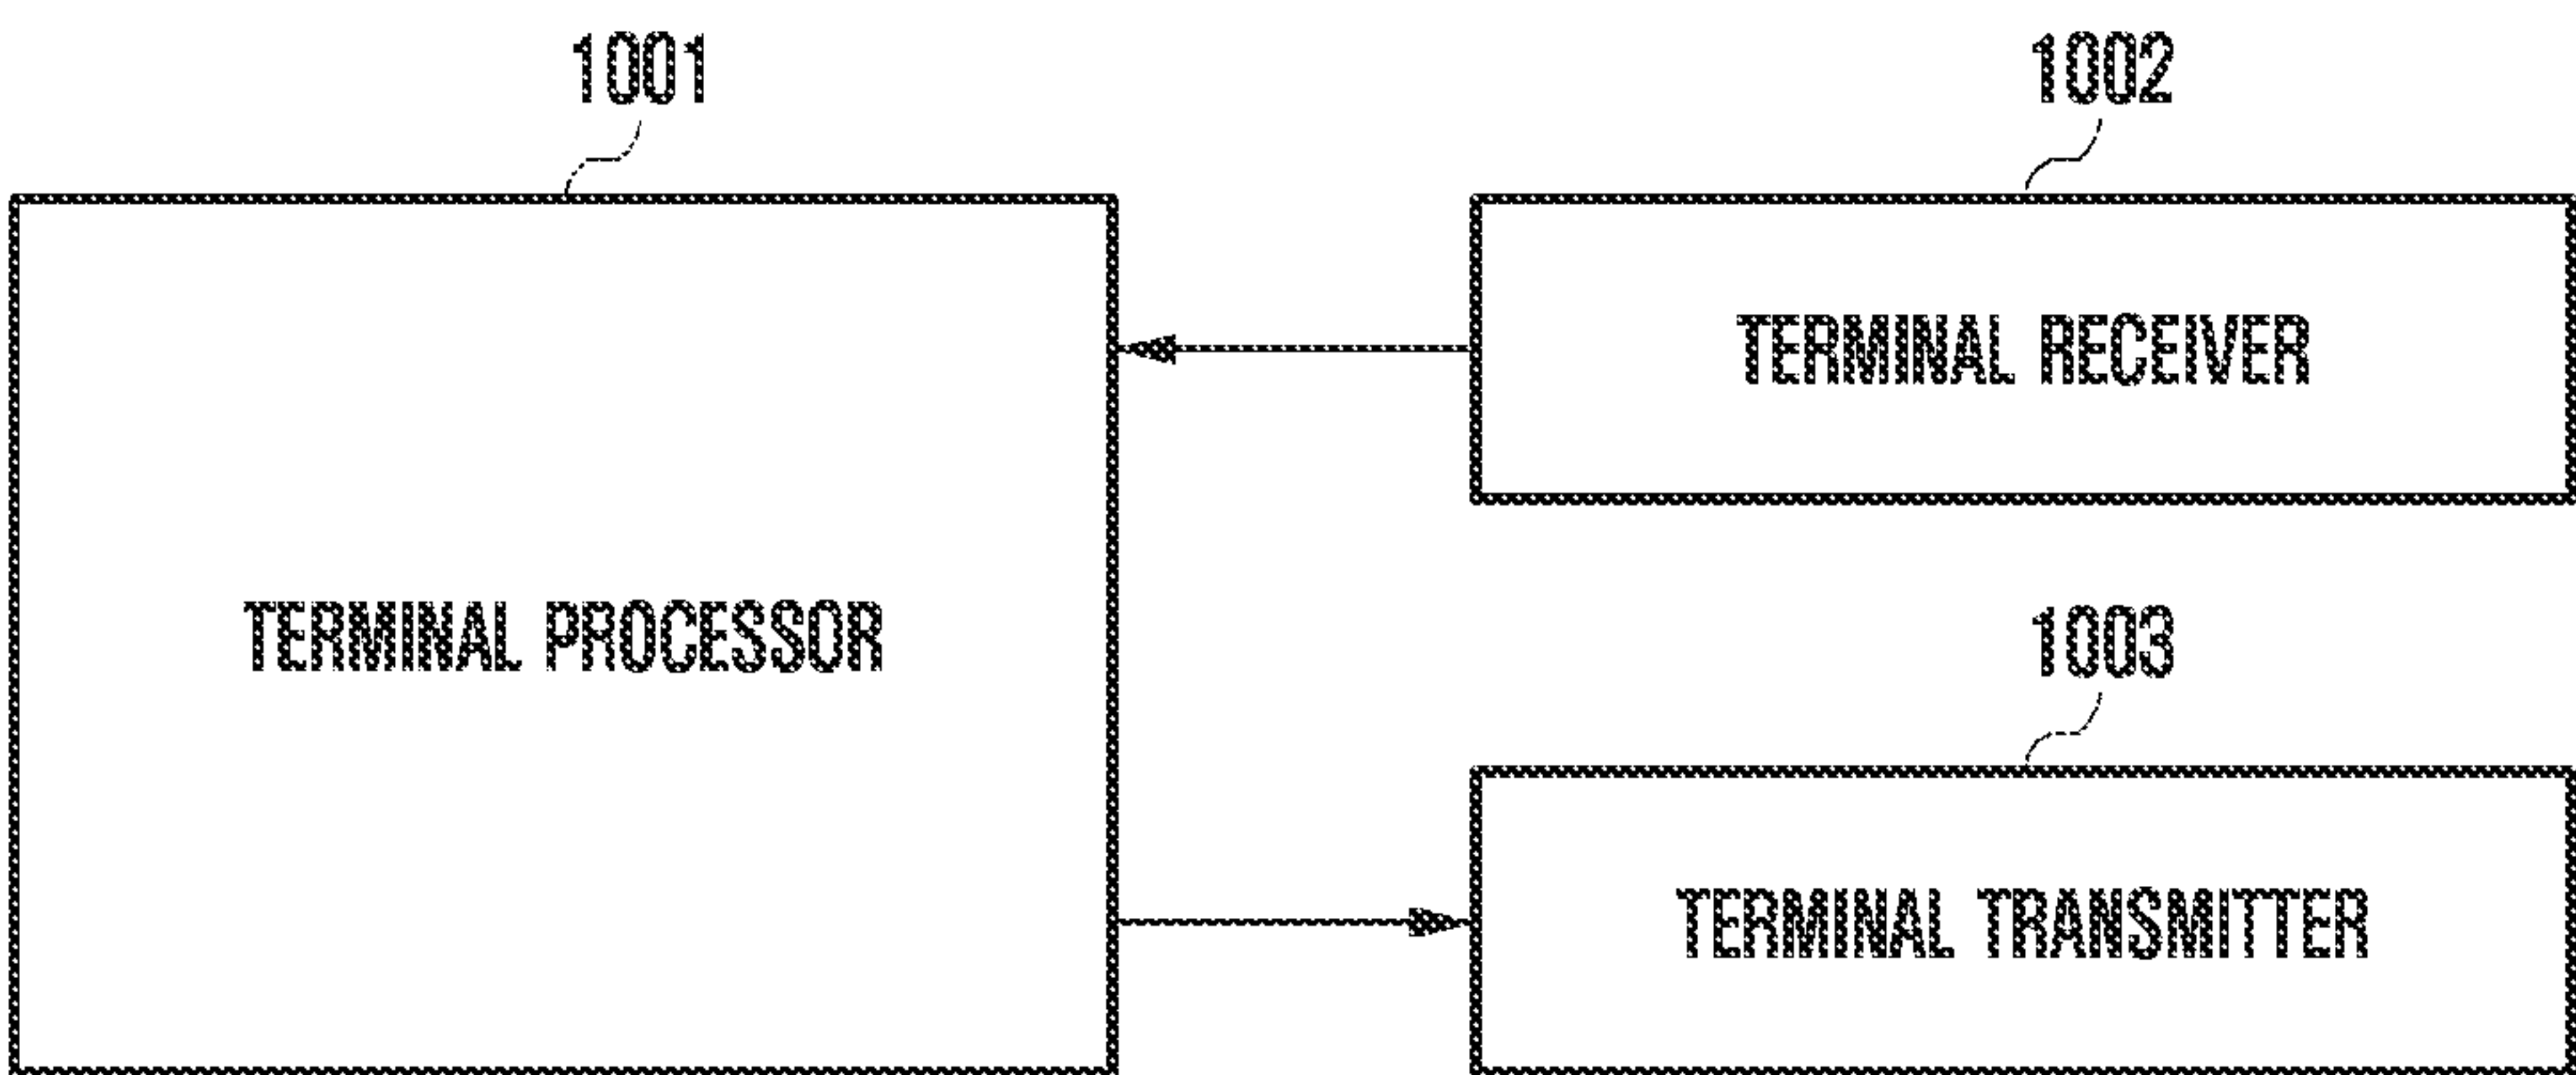 1001
1002
TERMINAL RECEIVER
TERMINAL PROCESSOR
1003
TERMINAL TRANSMITTER